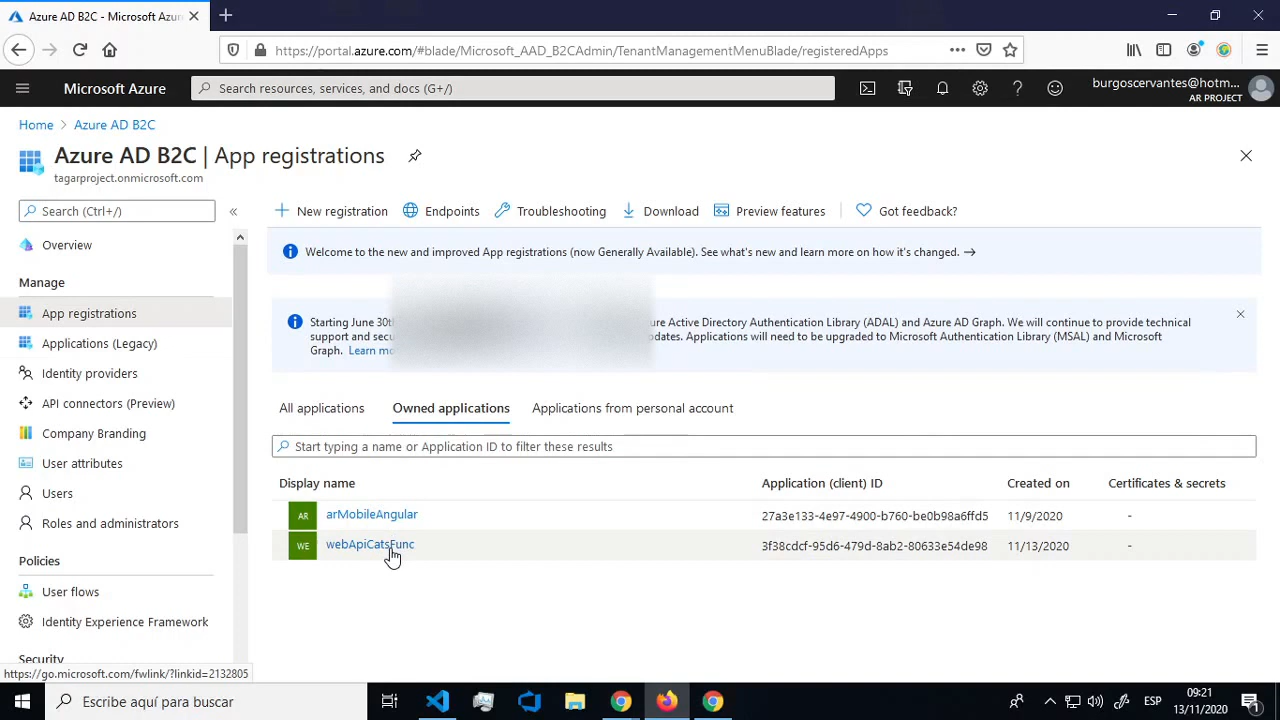 Azure AD B2C - Microsoft Azure
https://portal.azure.com/#blade/Microsoft_AAD_B2CAdmin/TenantManagementMenuBlade/registeredApps
Microsoft Azure
Search resources, services, and docs (G+/)
burgoscervantes@hotm...
AR PROJECT
Home > Azure AD B2C
Azure AD B2C | App registrations
tagarproject.onmicrosoft.com
Search (Ctrl+/)
«
New registration
Endpoints
Troubleshooting
Download
Preview features
Got feedback?
Overview
Manage
App registrations
Applications (Legacy)
Identity providers
API connectors (Preview)
Company Branding
User attributes
Users
Roles and administrators
Policies
User flows
Identity Experience Framework
Security
Welcome to the new and improved App registrations (now Generally Available). See what's new and learn more on how it's changed. →
Starting June 30th Active Directory Authentication Library (ADAL) and Azure AD Graph. We will continue to provide technical
support and Applications will need to be upgraded to Microsoft Authentication Library (MSAL) and Microsoft
Graph. Learn
All applications
Owned applications
Applications from personal account
Start typing a name or Application ID to filter these results
Display name
Application (client) ID
Created on
Certificates & secrets
AR arMobileAngular 27a3e133-4e97-4900-b760-be0b98a6ffd5 11/9/2020 -
WE webApiCatsFunc 3f38cdcf-95d6-479d-8ab2-80633e54de98 11/13/2020 -
https://go.microsoft.com/fwlink/?linkid=2132805
Escribe aquí para buscar
ESP
09:21
13/11/2020
1